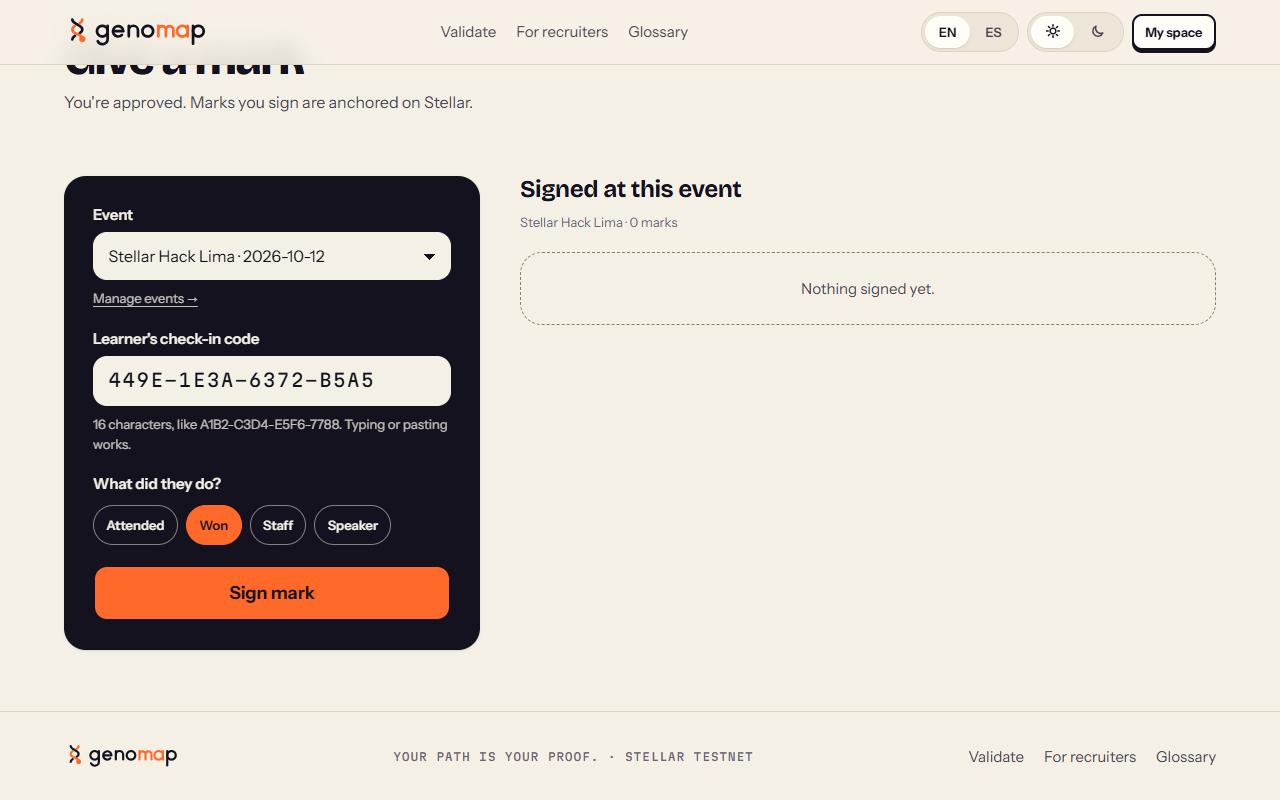 genomap
Validate
For recruiters
Glossary
EN
ES
My space
Give a mark
You're approved. Marks you sign are anchored on Stellar.
Event
Stellar Hack Lima · 2026-10-12
Manage events →
Learner's check-in code
449E-1E3A-6372-B5A5
16 characters, like A1B2-C3D4-E5F6-7788. Typing or pasting
works.
What did they do?
Attended
Won
Staff
Speaker
Sign mark
Signed at this event
Stellar Hack Lima · 0 marks
Nothing signed yet.
genomap
YOUR PATH IS YOUR PROOF. · STELLAR TESTNET
Validate
For recruiters
Glossary